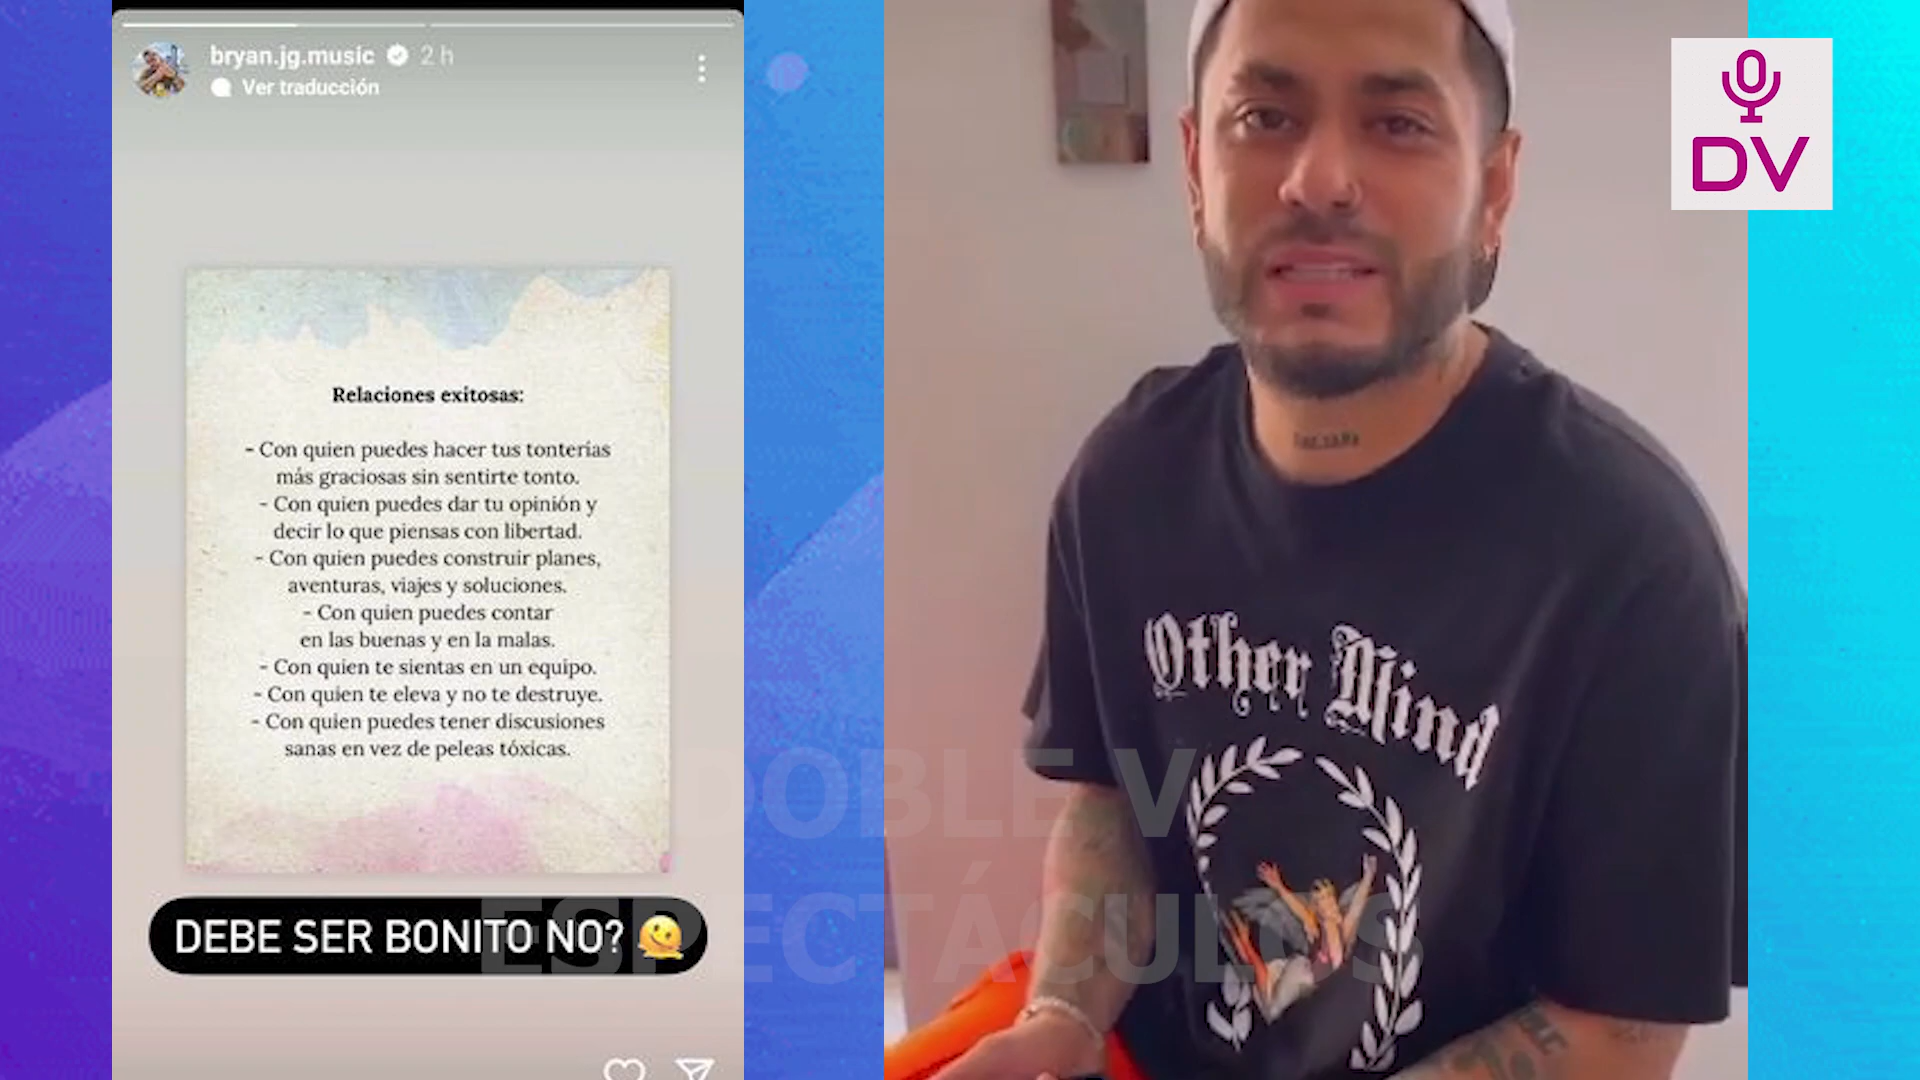 bryan.jg.music 2 h
Ver traducción
Relaciones exitosas:
- Con quien puedes hacer tus tonterías
más graciosas sin sentirte tonto.
- Con quien puedes dar tu opinión y
decir lo que piensas con libertad.
- Con quien puedes construir planes,
aventuras, viajes y soluciones.
- Con quien puedes contar
en las buenas y en la malas.
- Con quien te sientas en un equipo.
- Con quien te eleva y no te destruye.
- Con quien puedes tener discusiones
sanas en vez de peleas tóxicas.
DEBE SER BONITO NO?
DV
Other Mind
DOBLE V
ESPECTÁCULOS